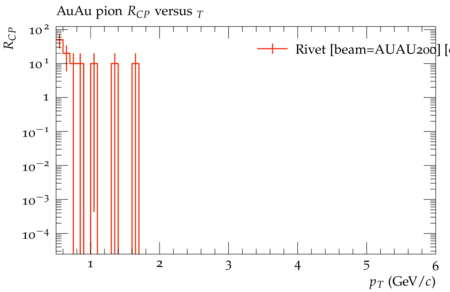 AuAu pion R_CP versus _T
R_CP
Rivet [beam=AUAU200] [c
10²
10¹
1
10⁻¹
10⁻²
10⁻³
10⁻⁴
1 2 3 4 5 6
p_T (GeV/c)